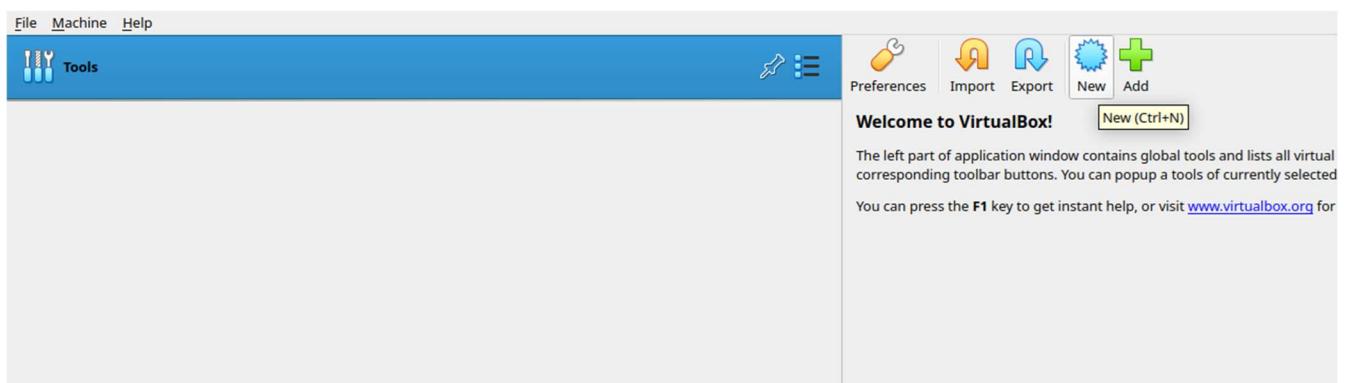 File Machine Help
Tools
Preferences Import Export New Add
New (Ctrl+N)
Welcome to VirtualBox!
The left part of application window contains global tools and lists all virtual
corresponding toolbar buttons. You can popup a tools of currently selected
You can press the F1 key to get instant help, or visit www.virtualbox.org for